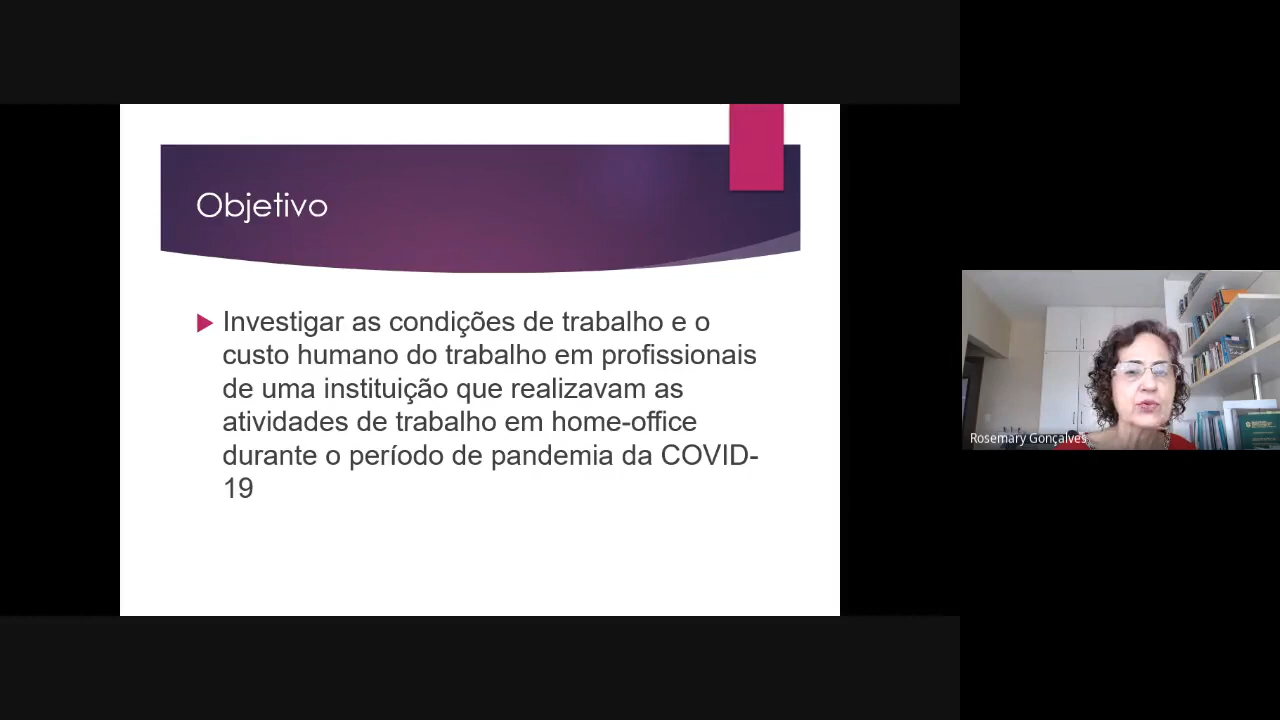 Objetivo
Investigar as condições de trabalho e o
custo humano do trabalho em profissionais
de uma instituição que realizavam as
atividades de trabalho em home-office
durante o período de pandemia da COVID-
19
Rosemary Gonçalves